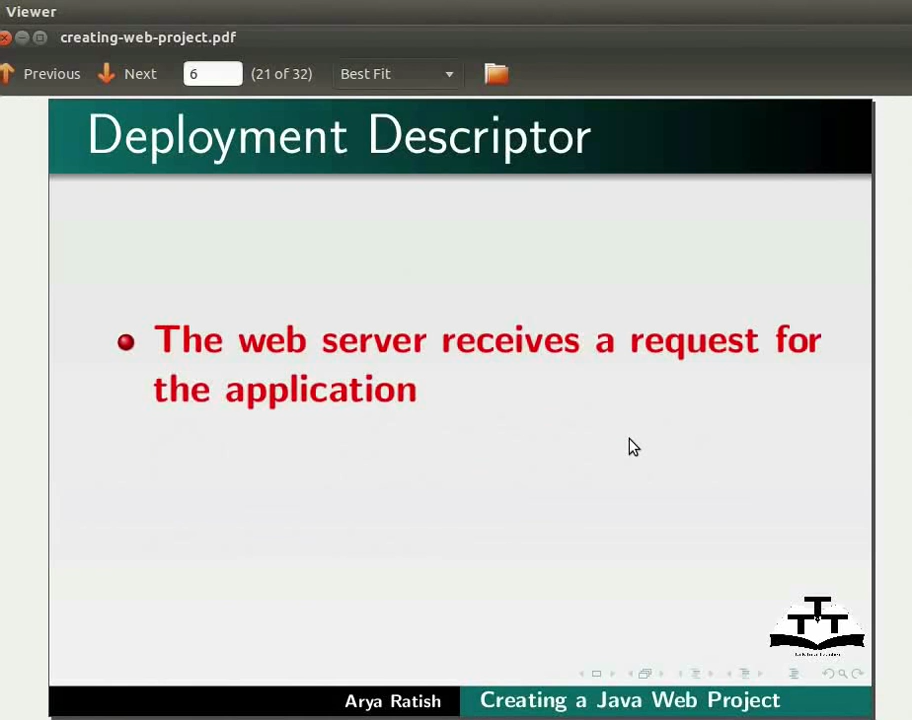 Viewer
creating-web-project.pdf
Previous Next 6 (21 of 32) Best Fit
Deployment Descriptor
The web server receives a request for
the application
TTT
Arya Ratish Creating a Java Web Project